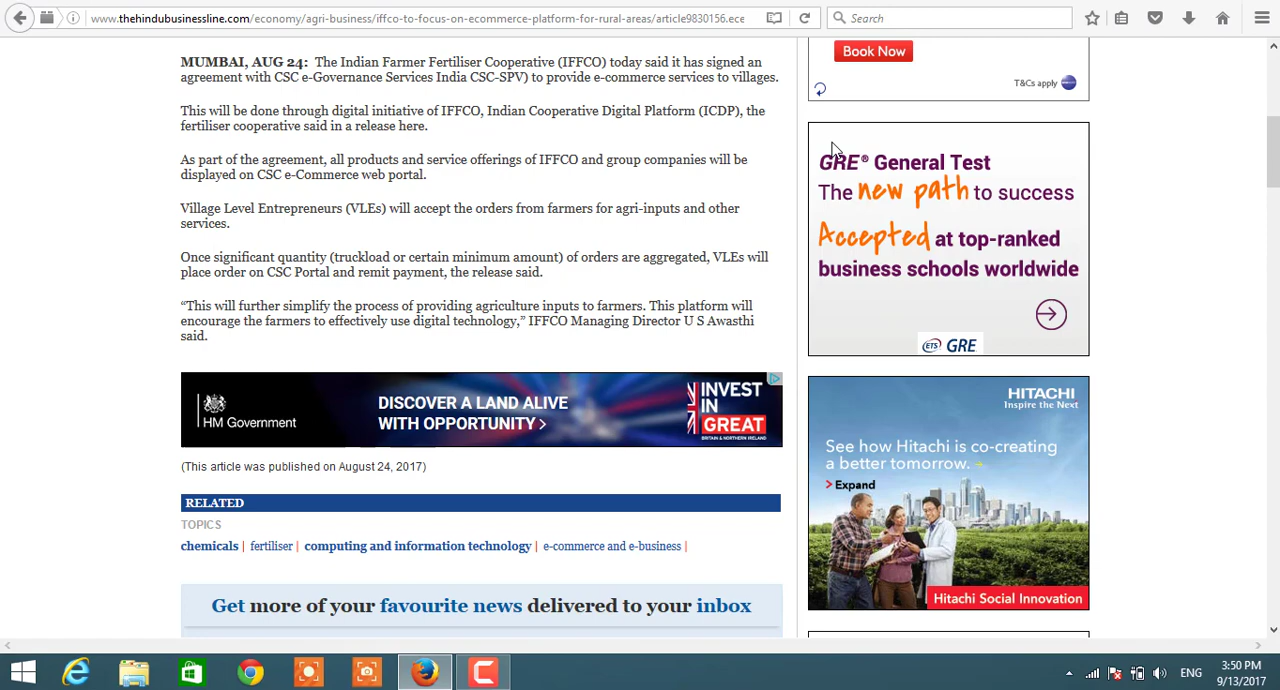 www.thehindubusinessline.com/economy/agri-business/iffco-to-focus-on-ecommerce-platform-for-rural-areas/article9830156.ece
Search
MUMBAI, AUG 24: The Indian Farmer Fertiliser Cooperative (IFFCO) today said it has signed an
agreement with CSC e-Governance Services India CSC-SPV) to provide e-commerce services to villages.
This will be done through digital initiative of IFFCO, Indian Cooperative Digital Platform (ICDP), the
fertiliser cooperative said in a release here.
As part of the agreement, all products and service offerings of IFFCO and group companies will be
displayed on CSC e-Commerce web portal.
Village Level Entrepreneurs (VLEs) will accept the orders from farmers for agri-inputs and other
services.
Once significant quantity (truckload or certain minimum amount) of orders are aggregated, VLEs will
place order on CSC Portal and remit payment, the release said.
“This will further simplify the process of providing agriculture inputs to farmers. This platform will
encourage the farmers to effectively use digital technology,” IFFCO Managing Director U S Awasthi
said.
HM Government
DISCOVER A LAND ALIVE
WITH OPPORTUNITY >
INVEST
IN
GREAT
BRITAIN & NORTHERN IRELAND
(This article was published on August 24, 2017)
RELATED
TOPICS
chemicals | fertiliser | computing and information technology | e-commerce and e-business |
Get more of your favourite news delivered to your inbox
Book Now
T&Cs apply
GRE® General Test
The new path to success
Accepted at top-ranked
business schools worldwide
ETS GRE
HITACHI
Inspire the Next
See how Hitachi is co-creating
a better tomorrow.
> Expand
Hitachi Social Innovation
ENG
3:50 PM
9/13/2017